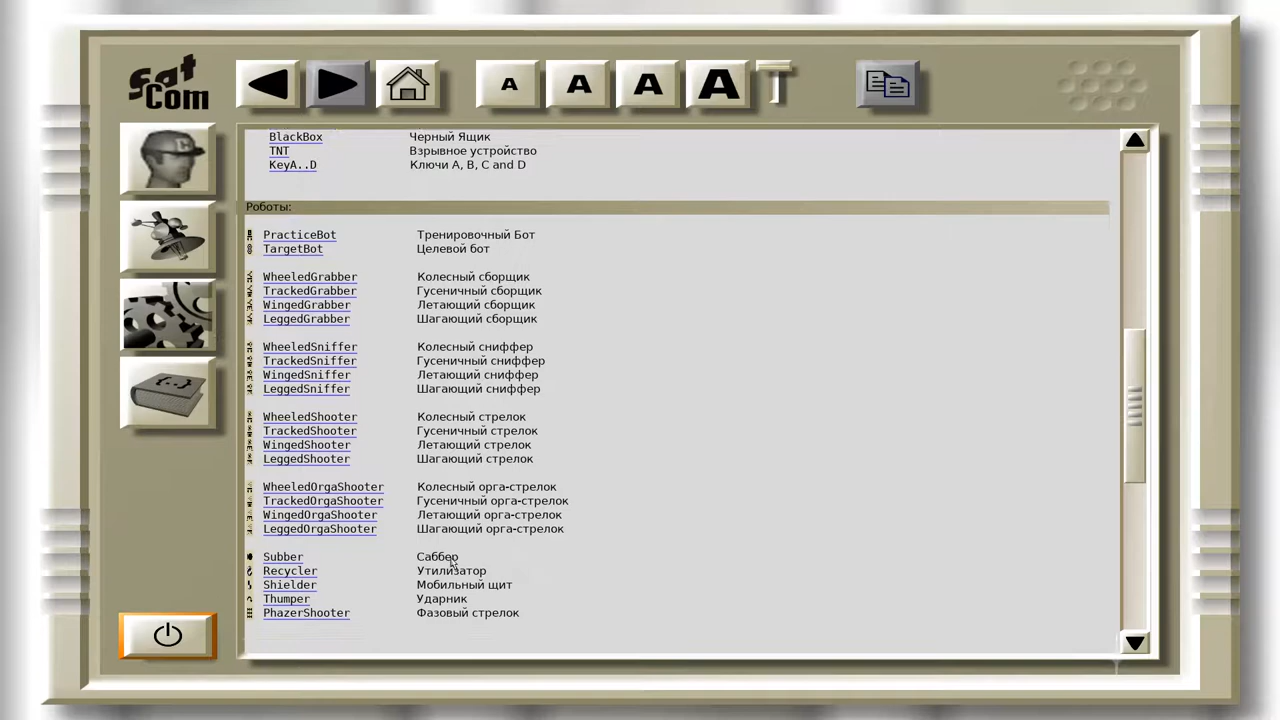 Sat Com
A A A A
BlackBox Черный Ящик
TNT Взрывное устройство
KeyA..D Ключи A, B, C and D
Роботы:
PracticeBot Тренировочный Бот
TargetBot Целевой бот
WheeledGrabber Колесный сборщик
TrackedGrabber Гусеничный сборщик
WingedGrabber Летающий сборщик
LeggedGrabber Шагающий сборщик
WheeledSniffer Колесный сниффер
TrackedSniffer Гусеничный сниффер
WingedSniffer Летающий сниффер
LeggedSniffer Шагающий сниффер
WheeledShooter Колесный стрелок
TrackedShooter Гусеничный стрелок
WingedShooter Летающий стрелок
LeggedShooter Шагающий стрелок
WheeledOrgaShooter Колесный орга-стрелок
TrackedOrgaShooter Гусеничный орга-стрелок
WingedOrgaShooter Летающий орга-стрелок
LeggedOrgaShooter Шагающий орга-стрелок
Subber Саббер
Recycler Утилизатор
Shielder Мобильный щит
Thumper Ударник
PhazerShooter Фазовый стрелок